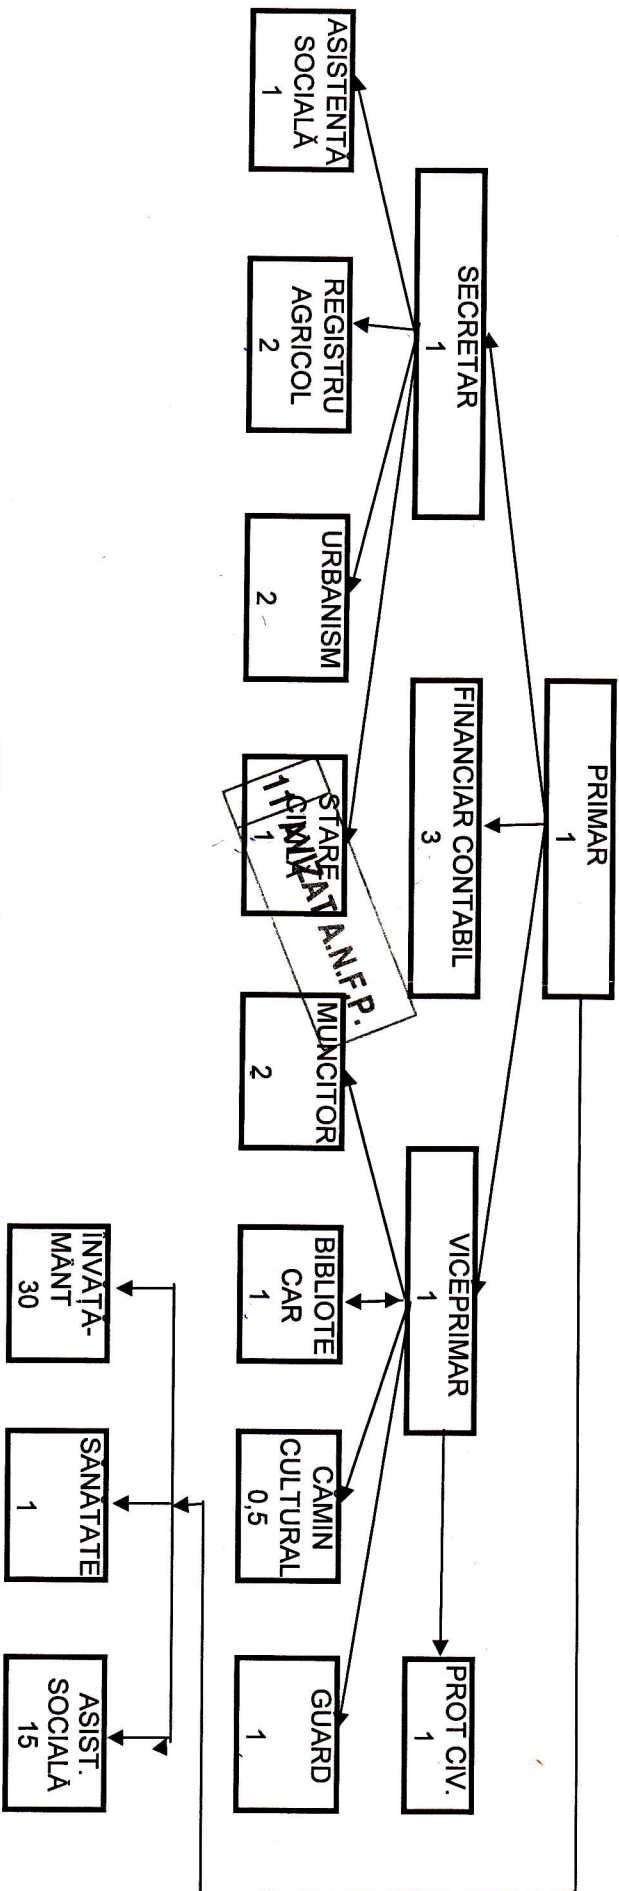 PRIMAR
1
SECRETAR
1
FINANCIAR CONTABIL
3
VICEPRIMAR
1
PROT CIV.
1
ASISTENTĂ
SOCIALĂ
1
REGISTRU
AGRICOL
2
URBANISM
2
STARE
1
A.N.F.P.
MUNCITOR
2
BIBLIOTE
CAR
1
CĂMIN
CULTURAL
0,5
GUARD
1
ÎNVĂȚĂ-
MÂNT
30
SĂNĂTATE
1
ASIST.
SOCIALĂ
15